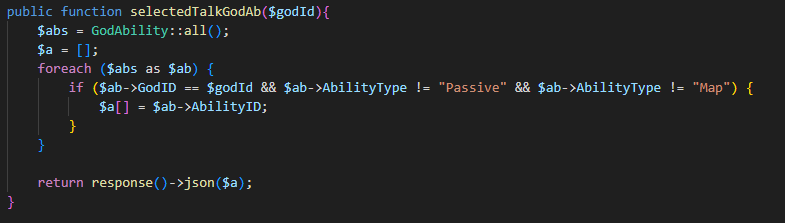 public function selectedTalkGodAb($godId){
    $abs = GodAbility::all();
    $a = [];
    foreach ($abs as $ab) {
        if ($ab->GodID == $godId && $ab->AbilityType != "Passive" && $ab->AbilityType != "Map") {
            $a[] = $ab->AbilityID;
        }
    }

    return response()->json($a);
}